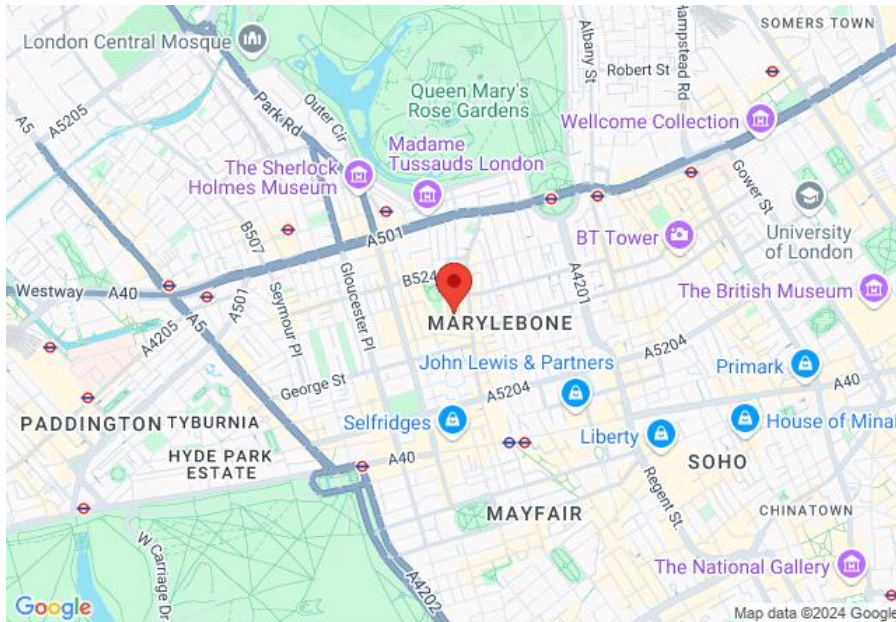 SOMERS TOWN
London Central Mosque
Albany St
Hampstead Rd
Robert St
A5
A5205
Park Rd
Outer Cir
Queen Mary's
Rose Gardens
Wellcome Collection
Madame
Tussauds London
The Sherlock
Holmes Museum
Gower St
University
of London
B507
A501
BT Tower
A4201
Westway
A40
A501
B524
Gloucester Pl
Seymour Pl
The British Museum
A4205
A5
MARYLEBONE
John Lewis & Partners
A5204
Primark
George St
A5204
A40
PADDINGTON
TYBURNIA
Selfridges
Liberty
House of Minal
HYDE PARK
ESTATE
A40
SOHO
Regent St.
MAYFAIR
CHINATOWN
W Carriage Dr
A4202
The National Gallery
Google
Map data ©2024 Google